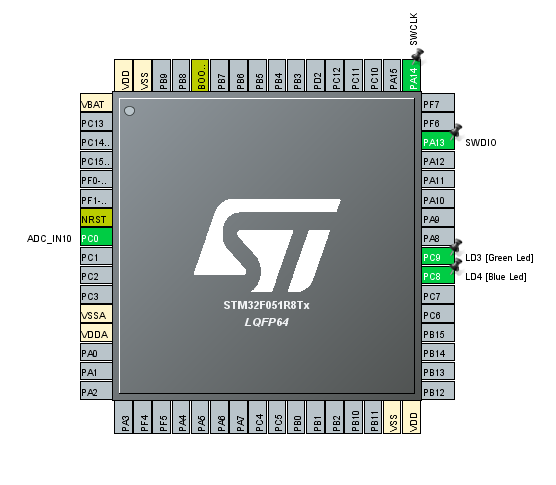 SWCLK
VDD
VSS
PB9
PB8
BOO..
PB7
PB6
PB5
PB4
PB3
PD2
PC12
PC11
PC10
PA15
PA14
VBAT
PC13
PC14..
PC15..
PF0-..
PF1-..
NRST
ADC_IN10 PC0
PC1
PC2
PC3
VSSA
VDDA
PA0
PA1
PA2
STM32F051R8Tx
LQFP64
PF7
PF6
PA13 SWDIO
PA12
PA11
PA10
PA9
PA8
PC9 LD3 [Green Led]
PC8 LD4 [Blue Led]
PC7
PC6
PB15
PB14
PB13
PB12
PA3
PF4
PF5
PA4
PA5
PA6
PA7
PC4
PC5
PB0
PB1
PB2
PB10
PB11
VSS
VDD